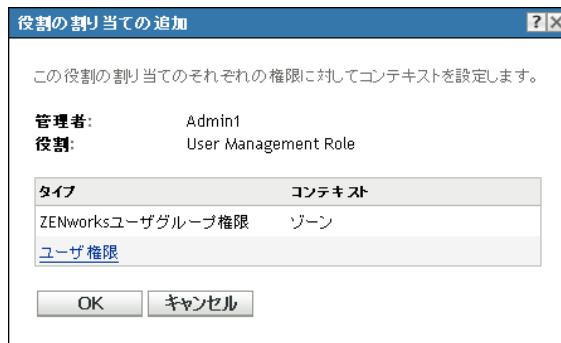 役割の割り当ての追加 ?
この役割の割り当てのそれぞれの権限に対してコンテキストを設定します。
管理者: Admin1
役割: User Management Role
タイプ コンテキスト
ZENworksユーザグループ権限 ゾーン
ユーザ権限
OK キャンセル